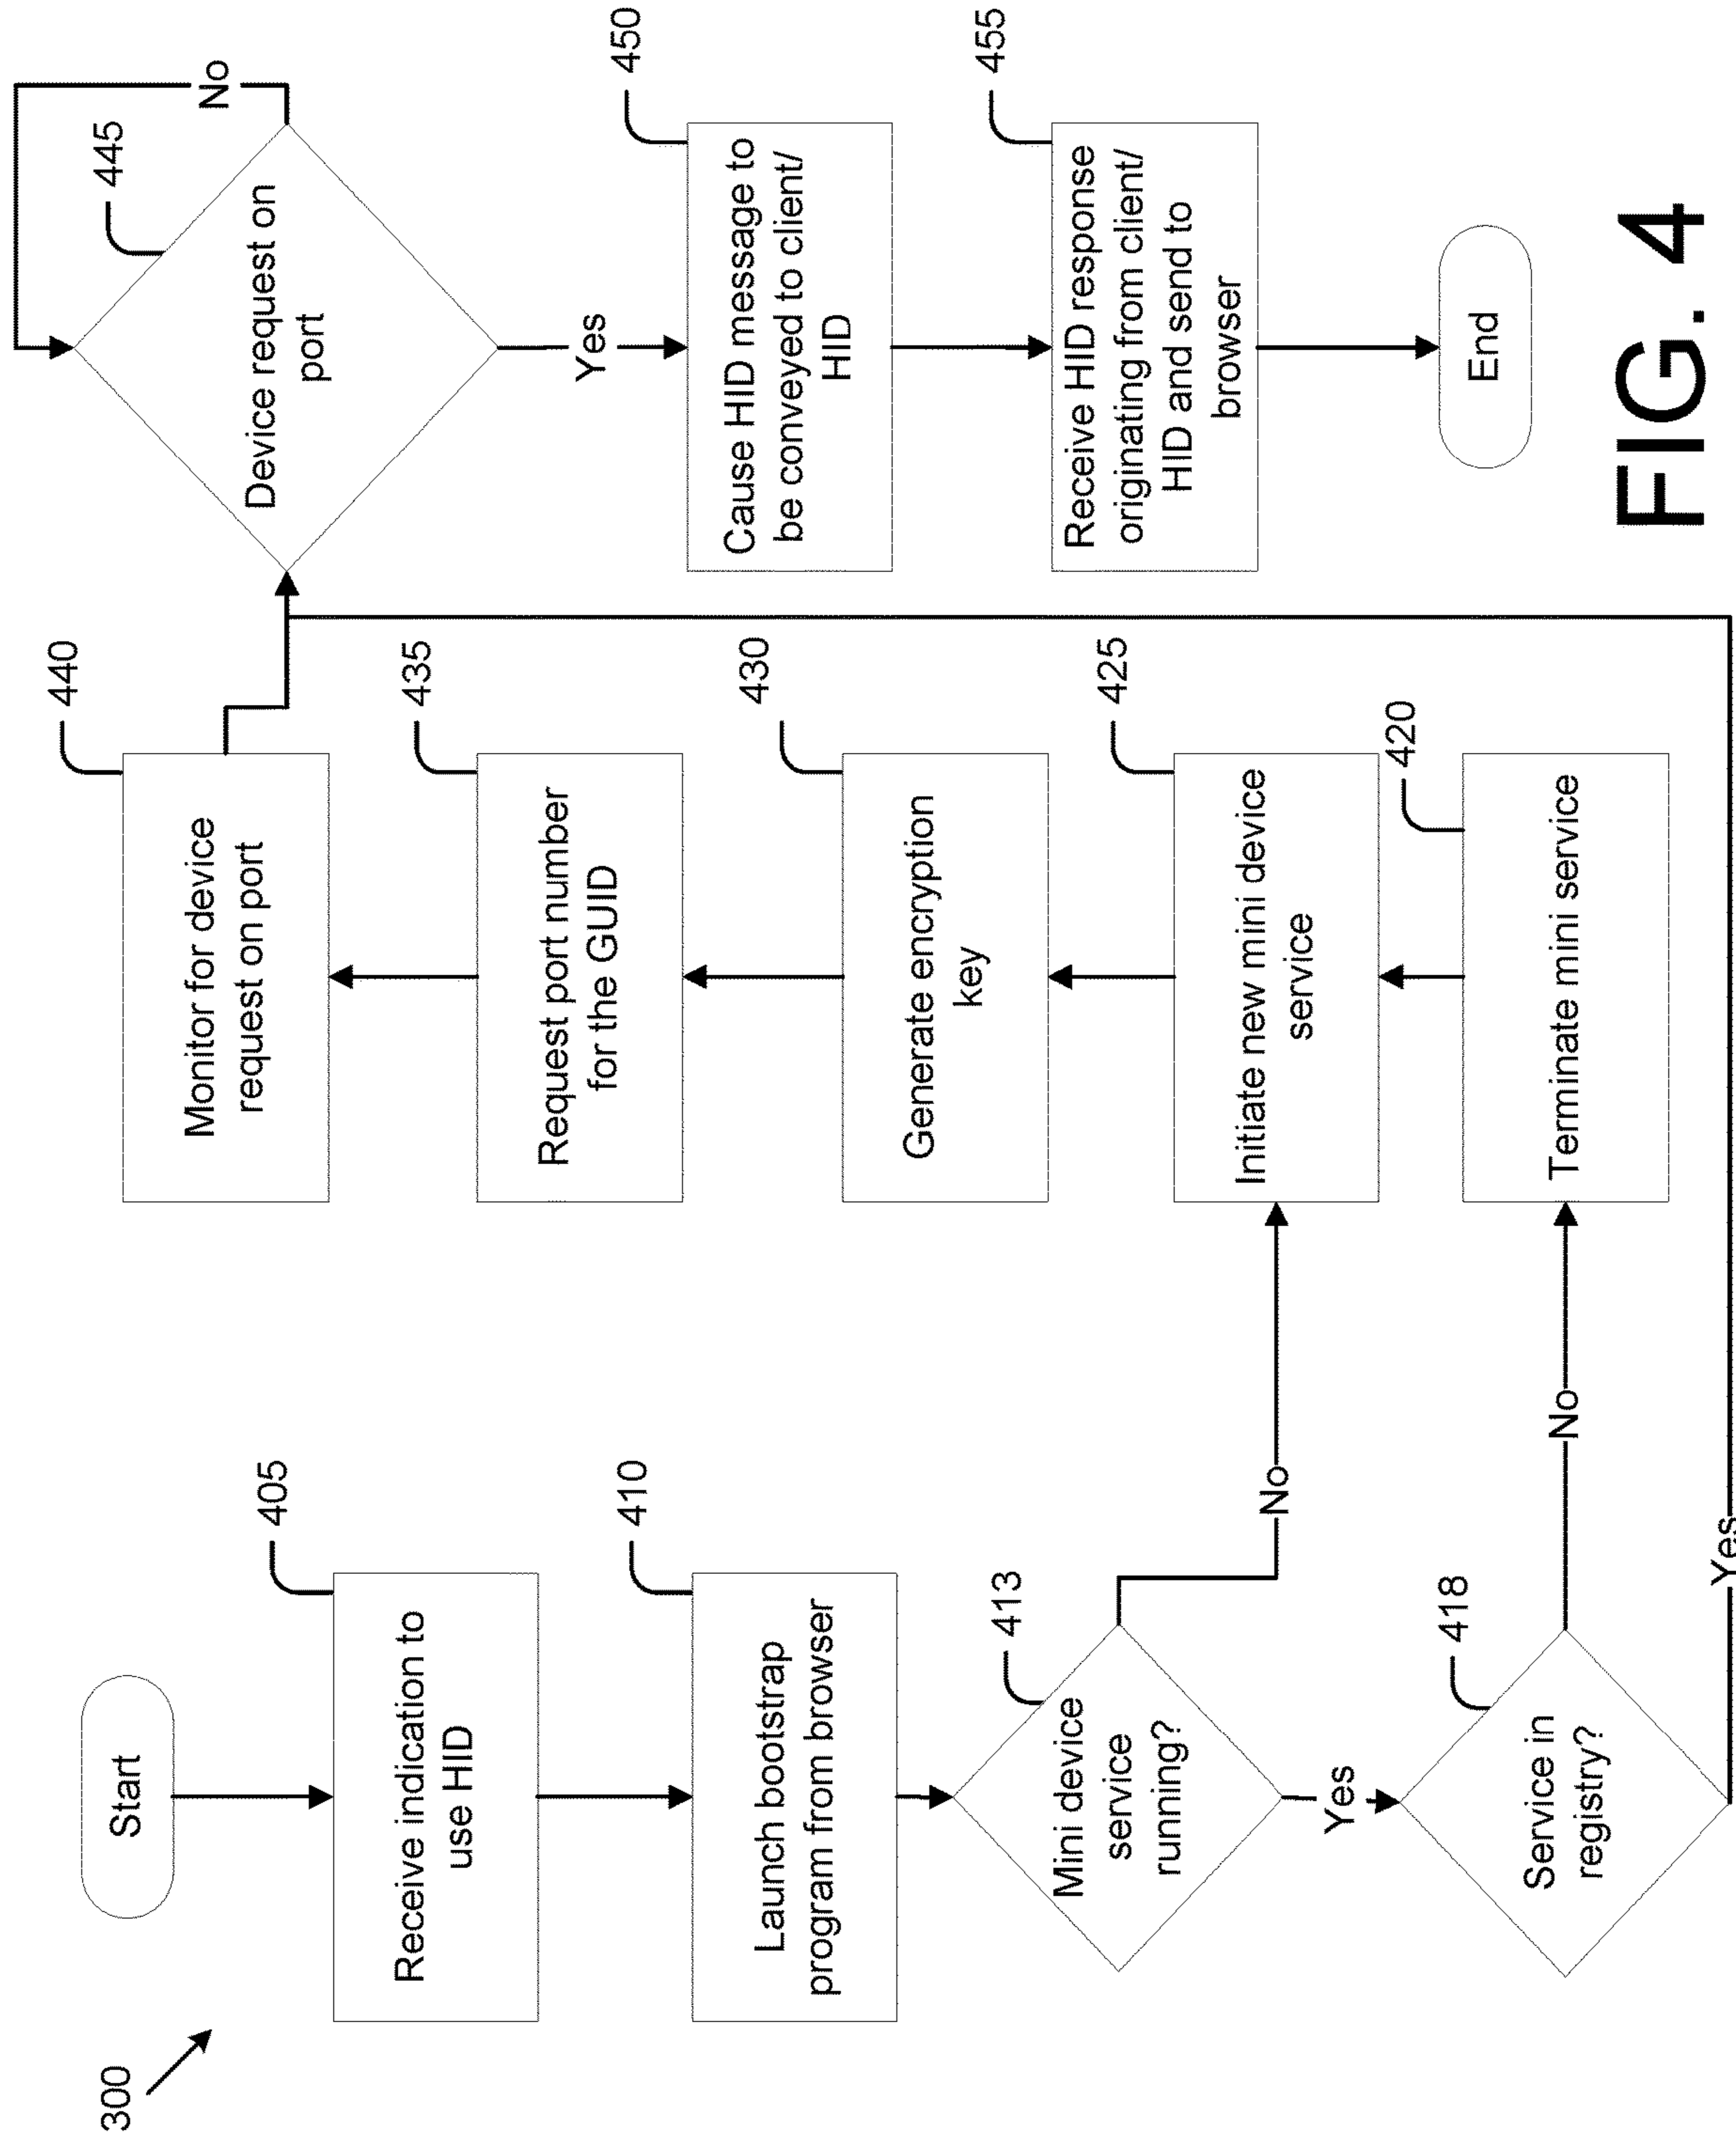 300
Start
405
Receive indication to
use HID
410
Launch bootstrap
program from browser
413
Mini device
service
running?
No
Yes
418
Service in
registry?
No
Yes
420
Terminate mini service
425
Initiate new mini device
service
430
Generate encryption
key
435
Request port number
for the GUID
440
Monitor for device
request on port
445
Device request on
port
No
Yes
450
Cause HID message to
be conveyed to client/
HID
455
Receive HID response
originating from client/
HID and send to
browser
End
FIG. 4